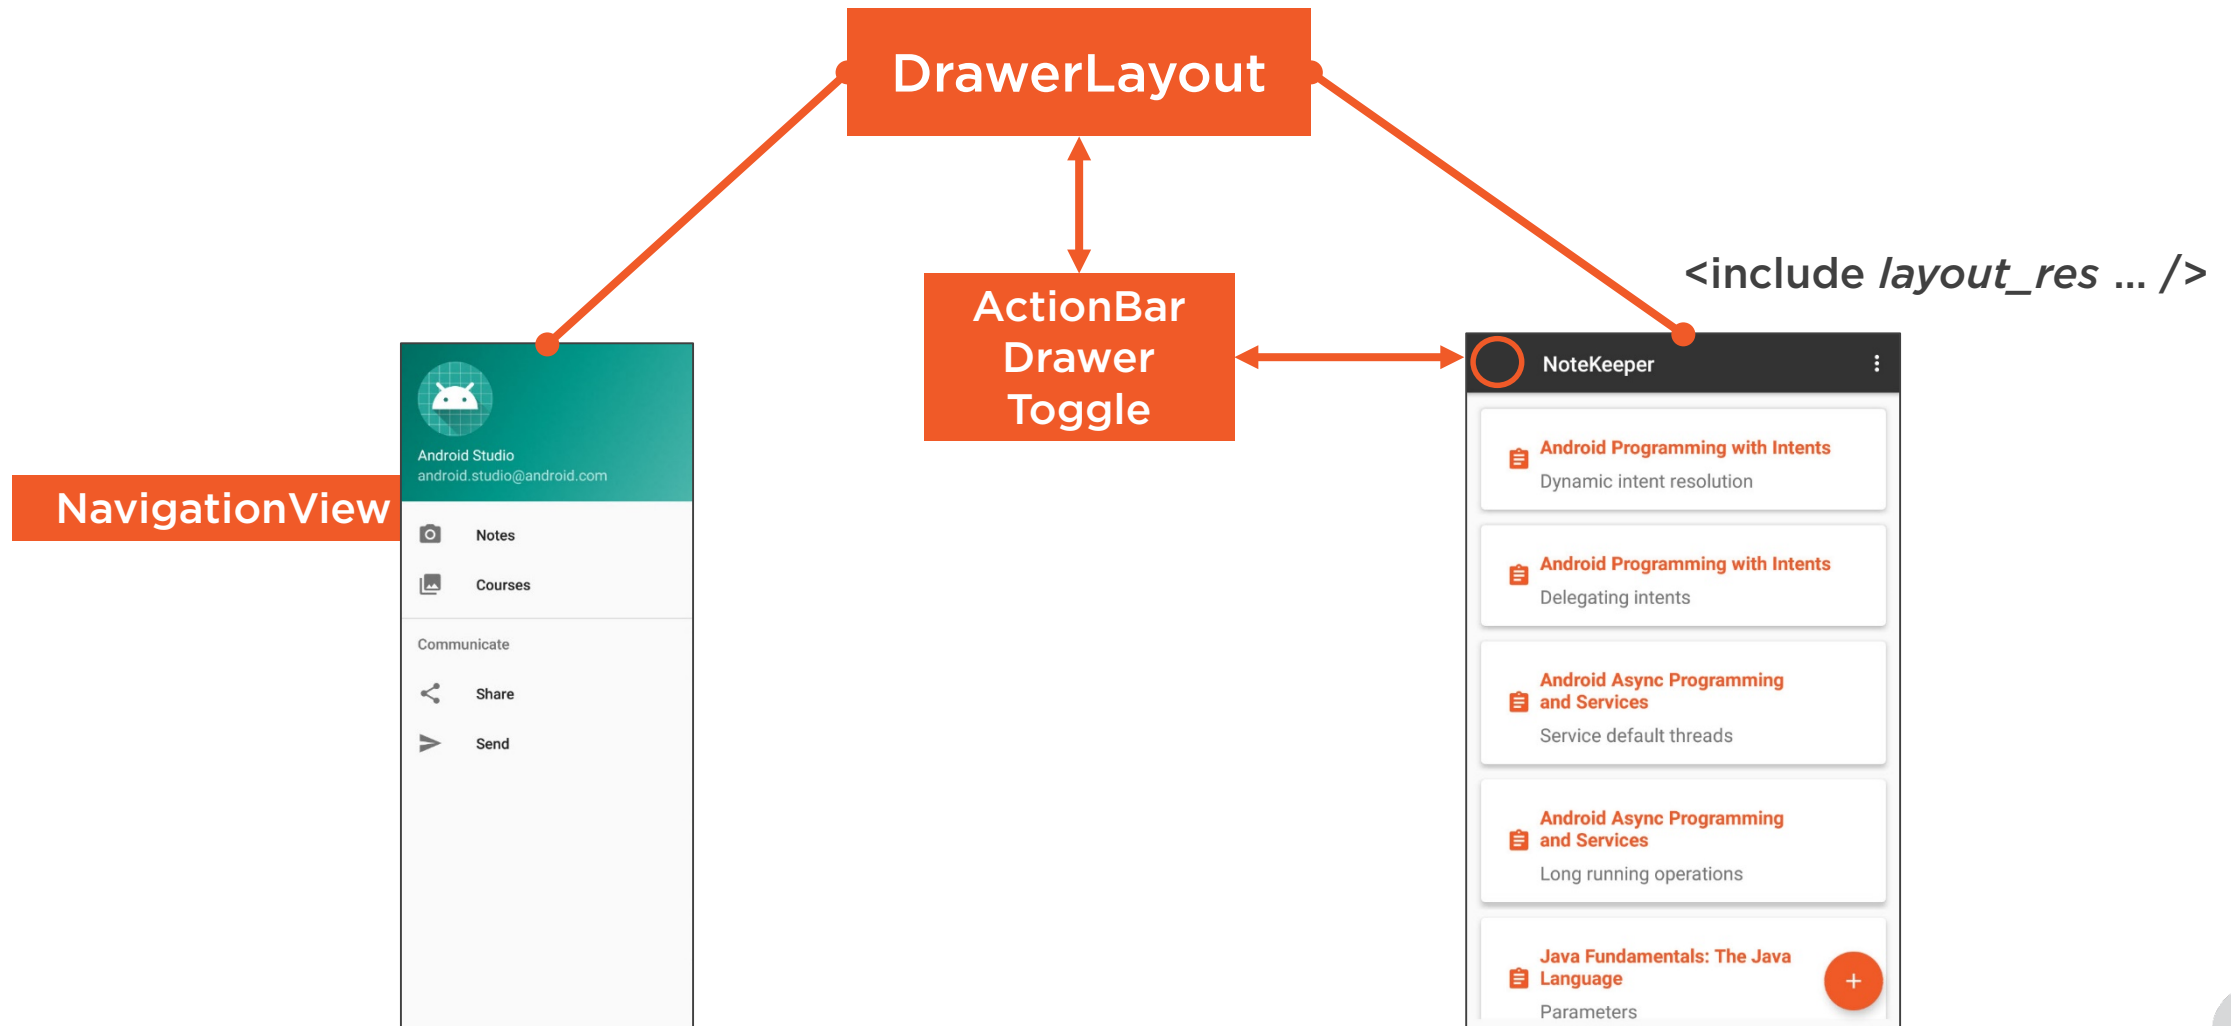 DrawerLayout
<include layout_res ... />
ActionBar
Drawer
Toggle
NavigationView
Android Studio
android.studio@android.com
Notes
Courses
Communicate
Share
Send
NoteKeeper
Android Programming with Intents
Dynamic intent resolution
Android Programming with Intents
Delegating intents
Android Async Programming
and Services
Service default threads
Android Async Programming
and Services
Long running operations
Java Fundamentals: The Java
Language
Parameters